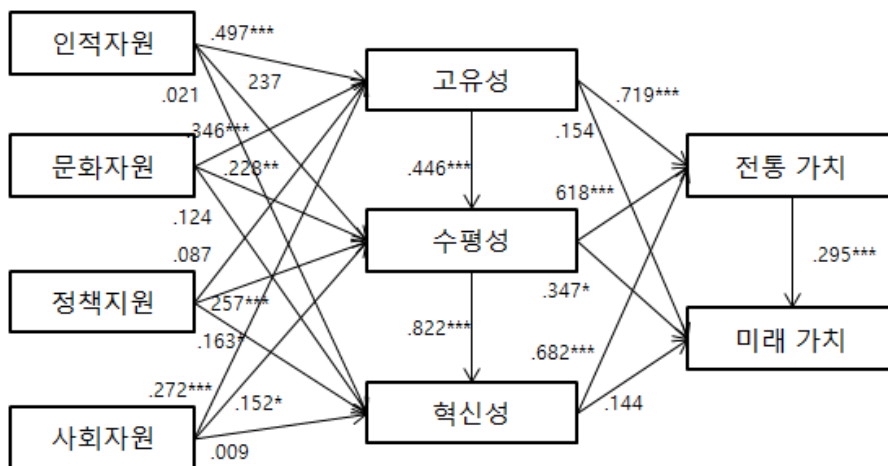 인적자원
.497***
고유성
237
.021
.719***
.154
.346***
문화자원
.228**
.446***
전통 가치
618***
.124
수평성
.087
.295***
정책지원
257***
.347*
.163*
.822***
.682***
미래 가치
.272***
.152*
혁신성
.144
사회자원
.009